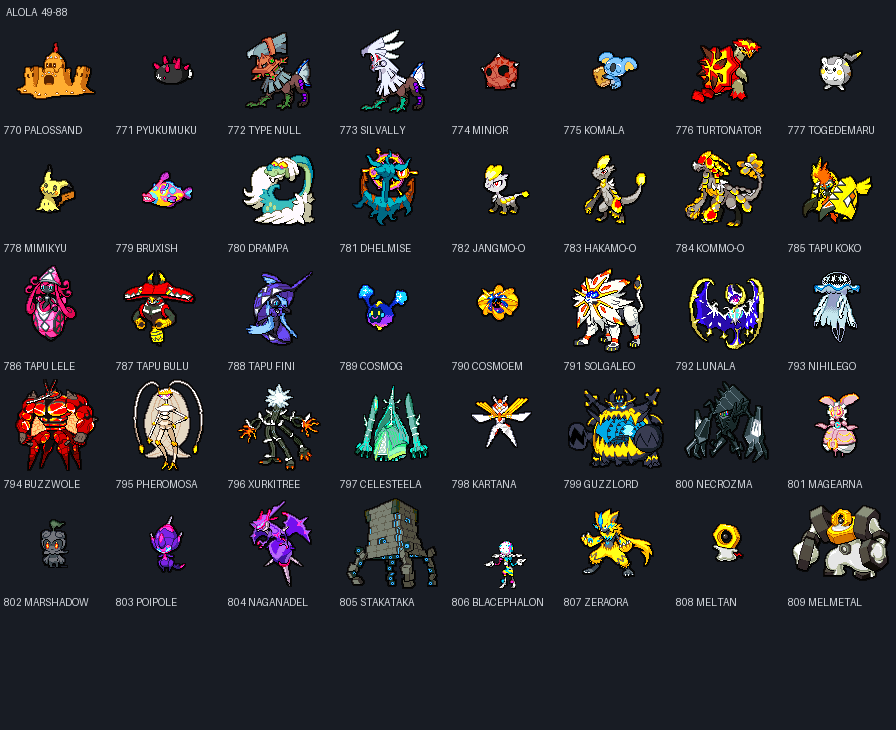 ALOLA 49-88
770 PALOSSAND 771 PYUKUMUKU 772 TYPE NULL 773 SILVALLY 774 MINIOR 775 KOMALA 776 TURTONATOR 777 TOGEDEMARU
778 MIMIKYU 779 BRUXISH 780 DRAMPA 781 DHELMISE 782 JANGMO-O 783 HAKAMO-O 784 KOMMO-O 785 TAPU KOKO
786 TAPU LELE 787 TAPU BULU 788 TAPU FINI 789 COSMOG 790 COSMOEM 791 SOLGALEO 792 LUNALA 793 NIHILEGO
794 BUZZWOLE 795 PHEROMOSA 796 XURKITREE 797 CELESTEELA 798 KARTANA 799 GUZZLORD 800 NECROZMA 801 MAGEARNA
802 MARSHADOW 803 POIPOLE 804 NAGANADEL 805 STAKATAKA 806 BLACEPHALON 807 ZERAORA 808 MELTAN 809 MELMETAL